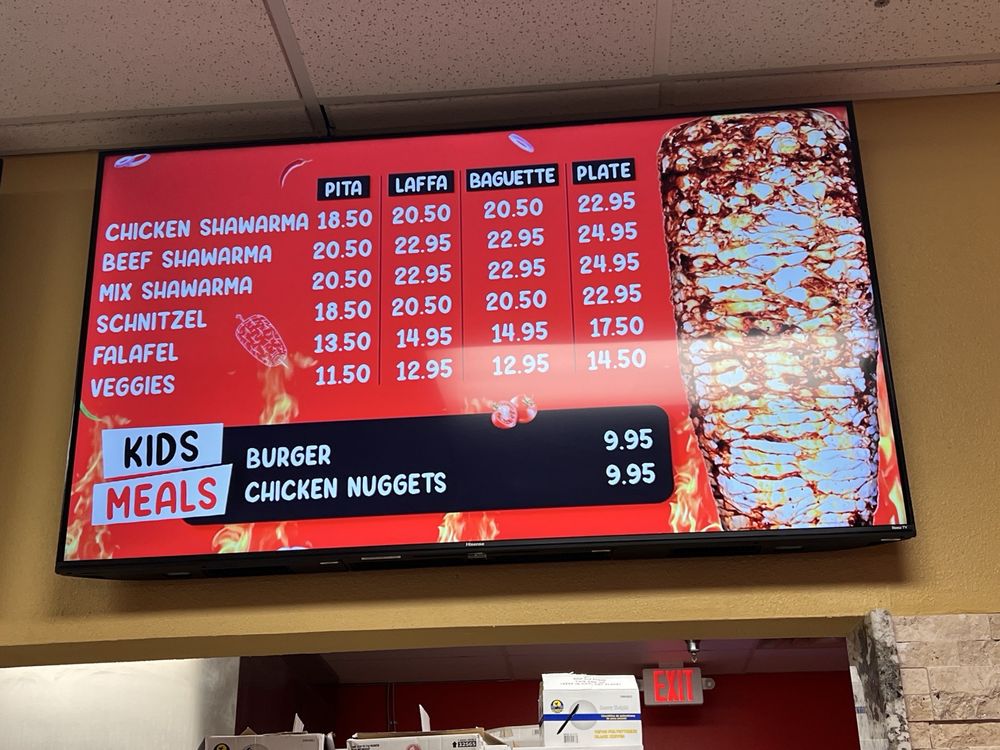 PITA LAFFA BAGUETTE PLATE
CHICKEN SHAWARMA 18.50 20.50 20.50 22.95
BEEF SHAWARMA 20.50 22.95 22.95 24.95
MIX SHAWARMA 20.50 22.95 22.95 24.95
SCHNITZEL 18.50 20.50 20.50 22.95
FALAFEL 13.50 14.95 14.95 17.50
VEGGIES 11.50 12.95 12.95 14.50
KIDS
MEALS
BURGER 9.95
CHICKEN NUGGETS 9.95
Hisense
Roku TV
EXIT